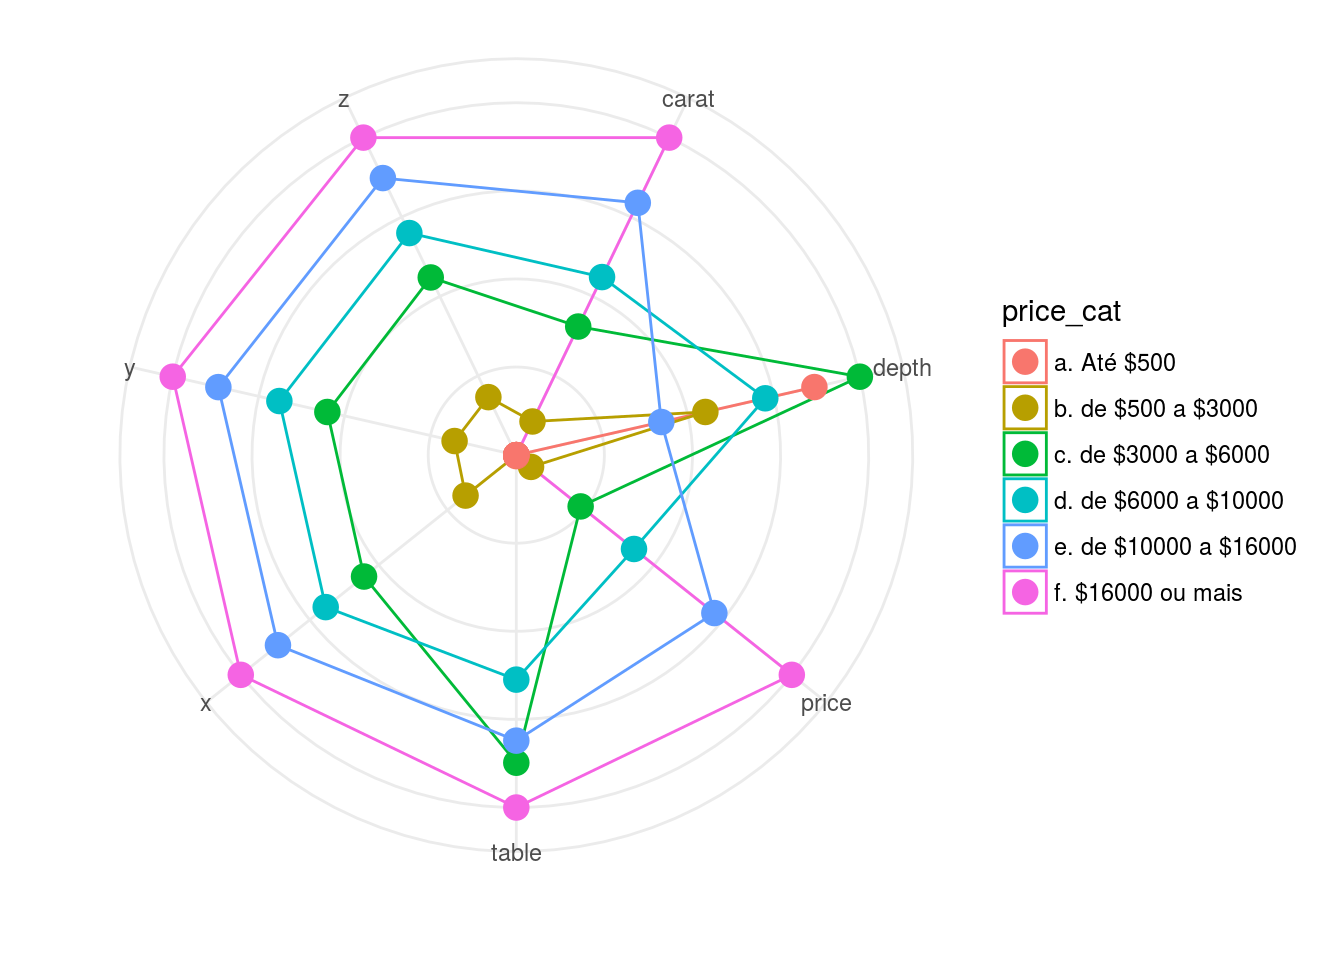 z
carat
y
depth
x
price
table
price_cat
a. Até $500
b. de $500 a $3000
c. de $3000 a $6000
d. de $6000 a $10000
e. de $10000 a $16000
f. $16000 ou mais